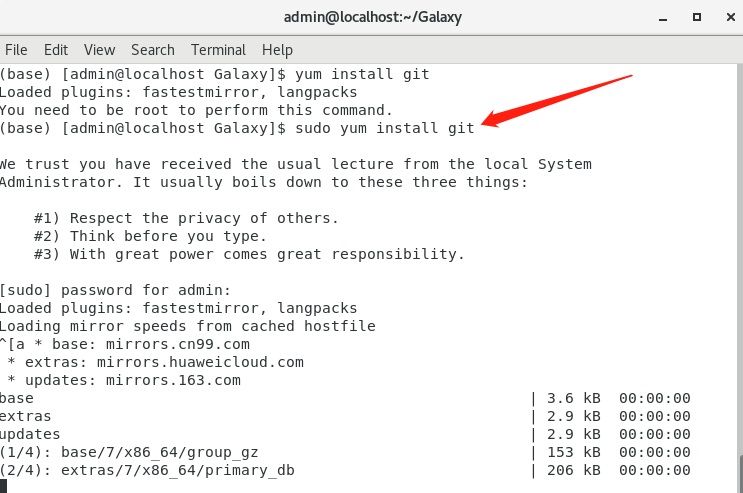 admin@localhost:~/Galaxy
File Edit View Search Terminal Help
(base) [admin@localhost Galaxy]$ yum install git
Loaded plugins: fastestmirror, langpacks
You need to be root to perform this command.
(base) [admin@localhost Galaxy]$ sudo yum install git
We trust you have received the usual lecture from the local System
Administrator. It usually boils down to these three things:
#1) Respect the privacy of others.
#2) Think before you type.
#3) With great power comes great responsibility.
[sudo] password for admin:
Loaded plugins: fastestmirror, langpacks
Loading mirror speeds from cached hostfile
^[a * base: mirrors.cn99.com
* extras: mirrors.huaweicloud.com
* updates: mirrors.163.com
base | 3.6 kB 00:00:00
extras | 2.9 kB 00:00:00
updates | 2.9 kB 00:00:00
(1/4): base/7/x86_64/group_gz | 153 kB 00:00:00
(2/4): extras/7/x86_64/primary_db | 206 kB 00:00:00